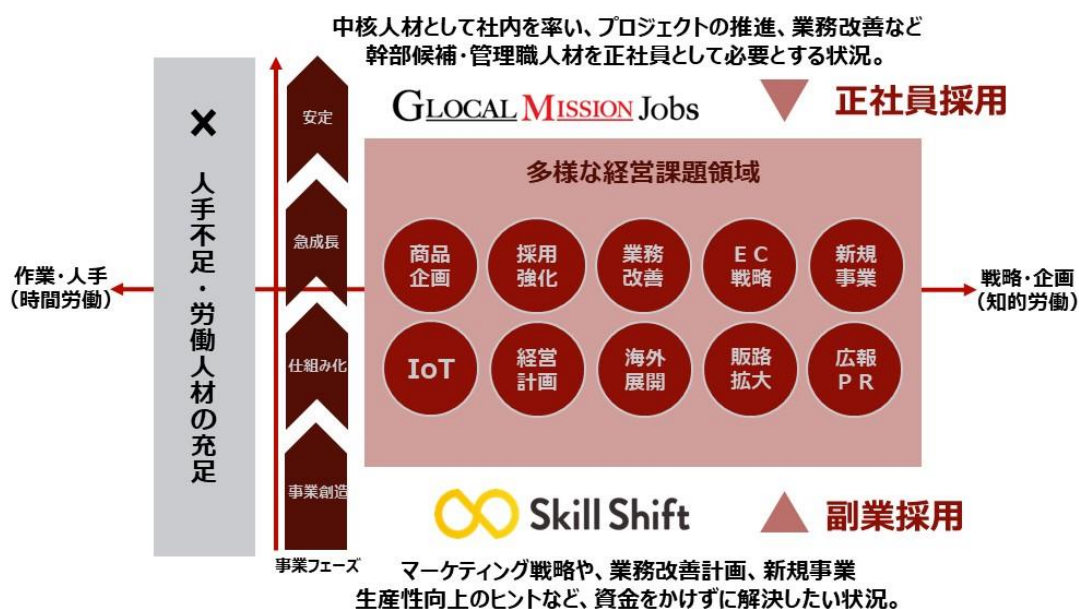 中核人材として社内を率い、プロジェクトの推進、業務改善など
幹部候補・管理職人材を正社員として必要とする状況。
GLOCAL MISSION JOBS
正社員採用
× 人手不足・労働人材の充足
安定
急成長
仕組み化
事業創造
事業フェーズ
作業・人手
（時間労働）
戦略・企画
（知的労働）
多様な経営課題領域
商品
企画
採用
強化
業務
改善
ＥＣ
戦略
新規
事業
IoT
経営
計画
海外
展開
販路
拡大
広報
ＰＲ
Skill Shift
副業採用
マーケティング戦略や、業務改善計画、新規事業
生産性向上のヒントなど、資金をかけずに解決したい状況。